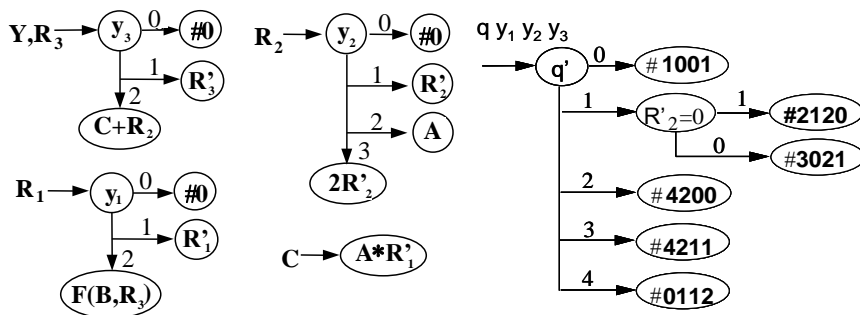 Y,R₃ y₃ 0 #0
1 R'₃
2
C+R₂
R₁ y₁ 0 #0
1 R'₁
2
F(B,R₃)
R₂ y₂ 0 #0
1 R'₂
2 A
3
2R'₂
C A*R'₁
q y₁ y₂ y₃
q' 0 #1001
1 R'₂=0 1 #2120
0 #3021
2 #4200
3 #4211
4 #0112